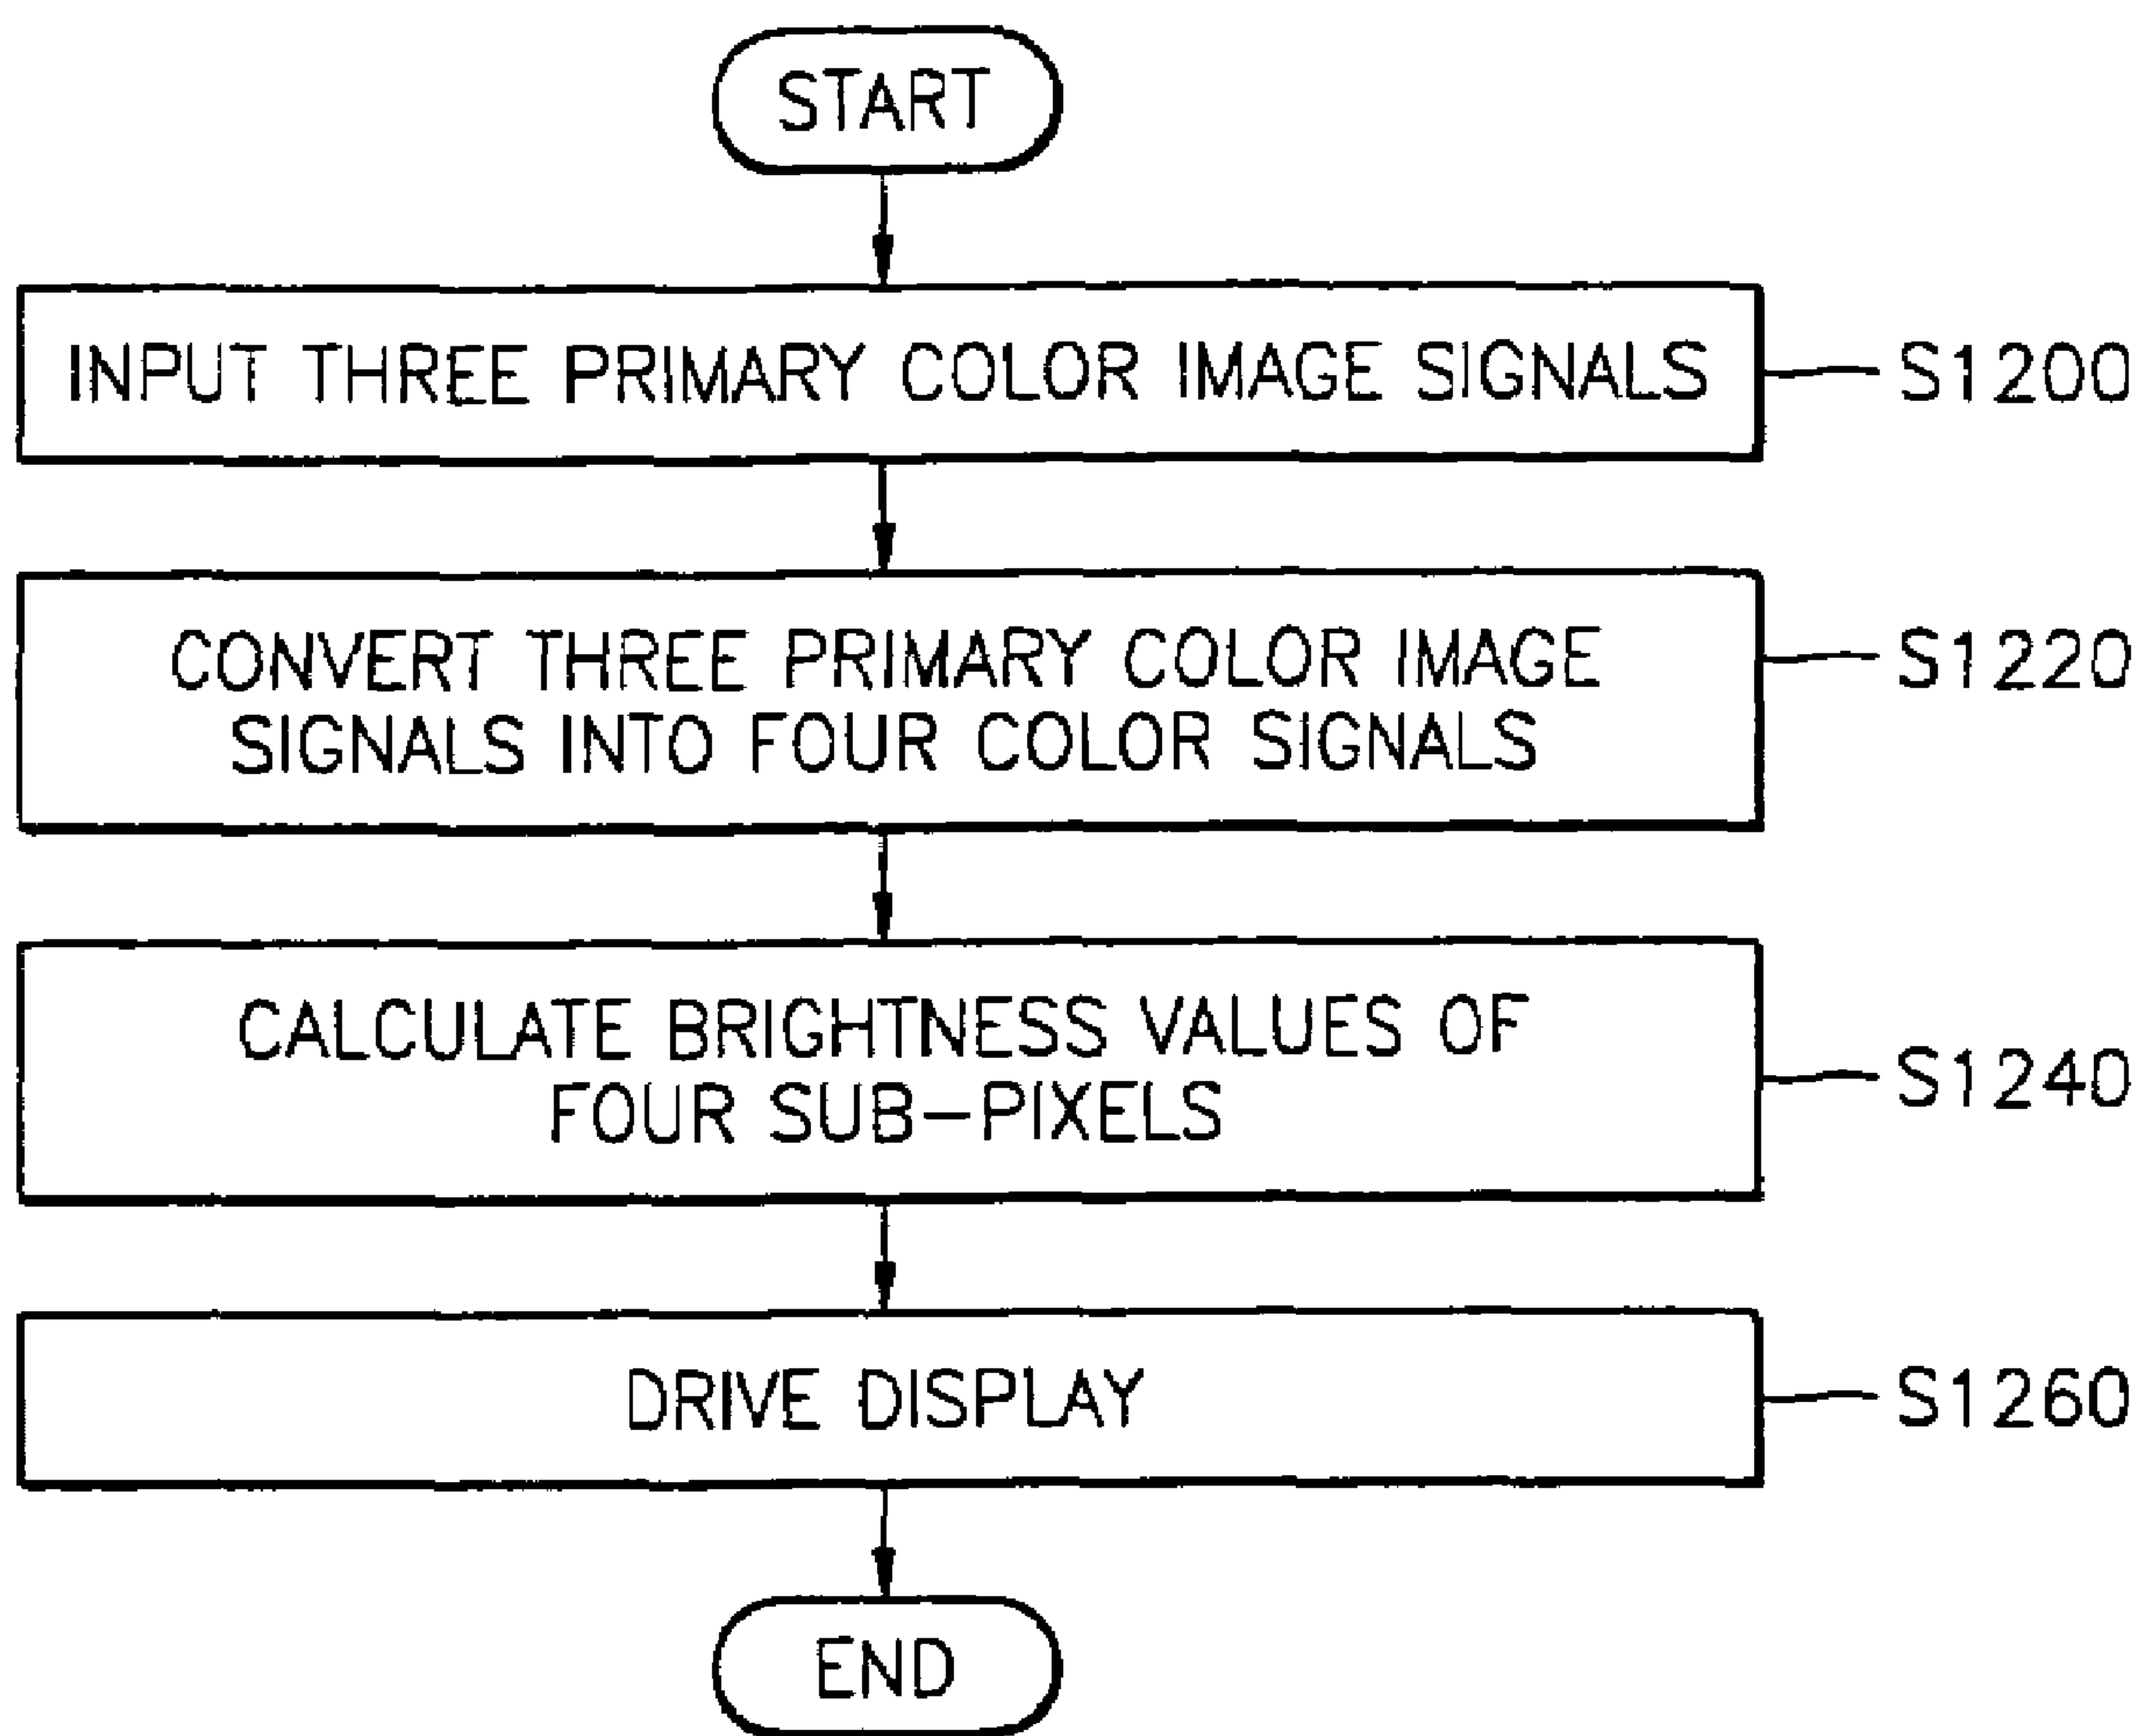 START
INPUT THREE PRIMARY COLOR IMAGE SIGNALS
S1200
CONVERT THREE PRIMARY COLOR IMAGE
SIGNALS INTO FOUR COLOR SIGNALS
S1220
CALCULATE BRIGHTNESS VALUES OF
FOUR SUB-PIXELS
S1240
DRIVE DISPLAY
S1260
END